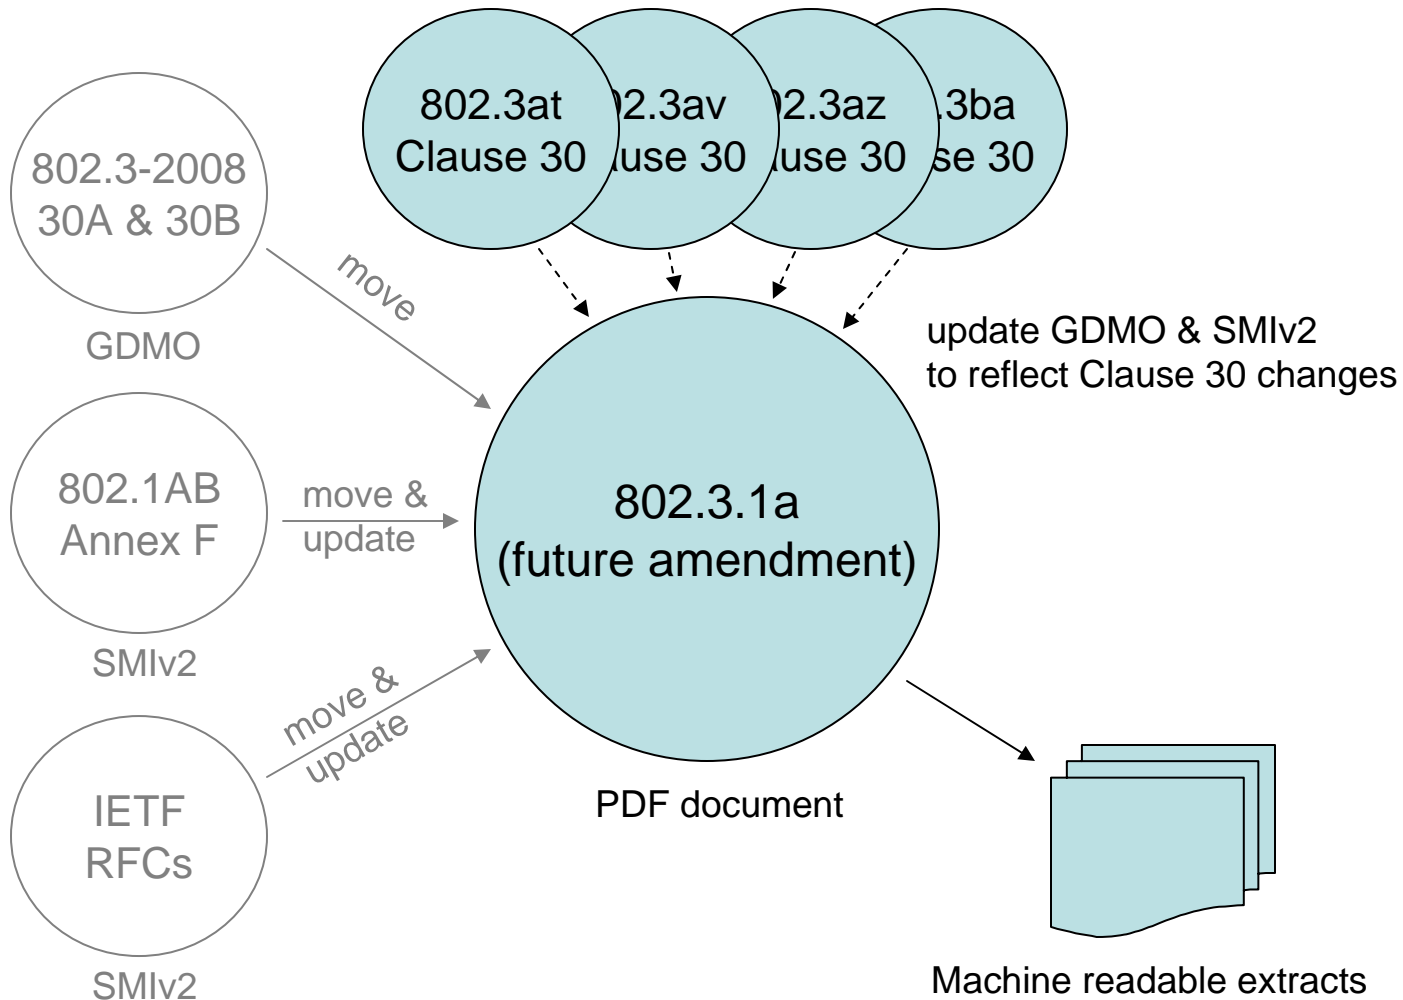 802.3at
Clause 30
02.3av
ause 30
02.3az
ause 30
.3ba
se 30
802.3-2008
30A & 30B
GDMO
move
update GDMO & SMIv2
to reflect Clause 30 changes
802.1AB
Annex F
SMIv2
move &
update
802.3.1a
(future amendment)
PDF document
IETF
RFCs
SMIv2
move &
update
Machine readable extracts